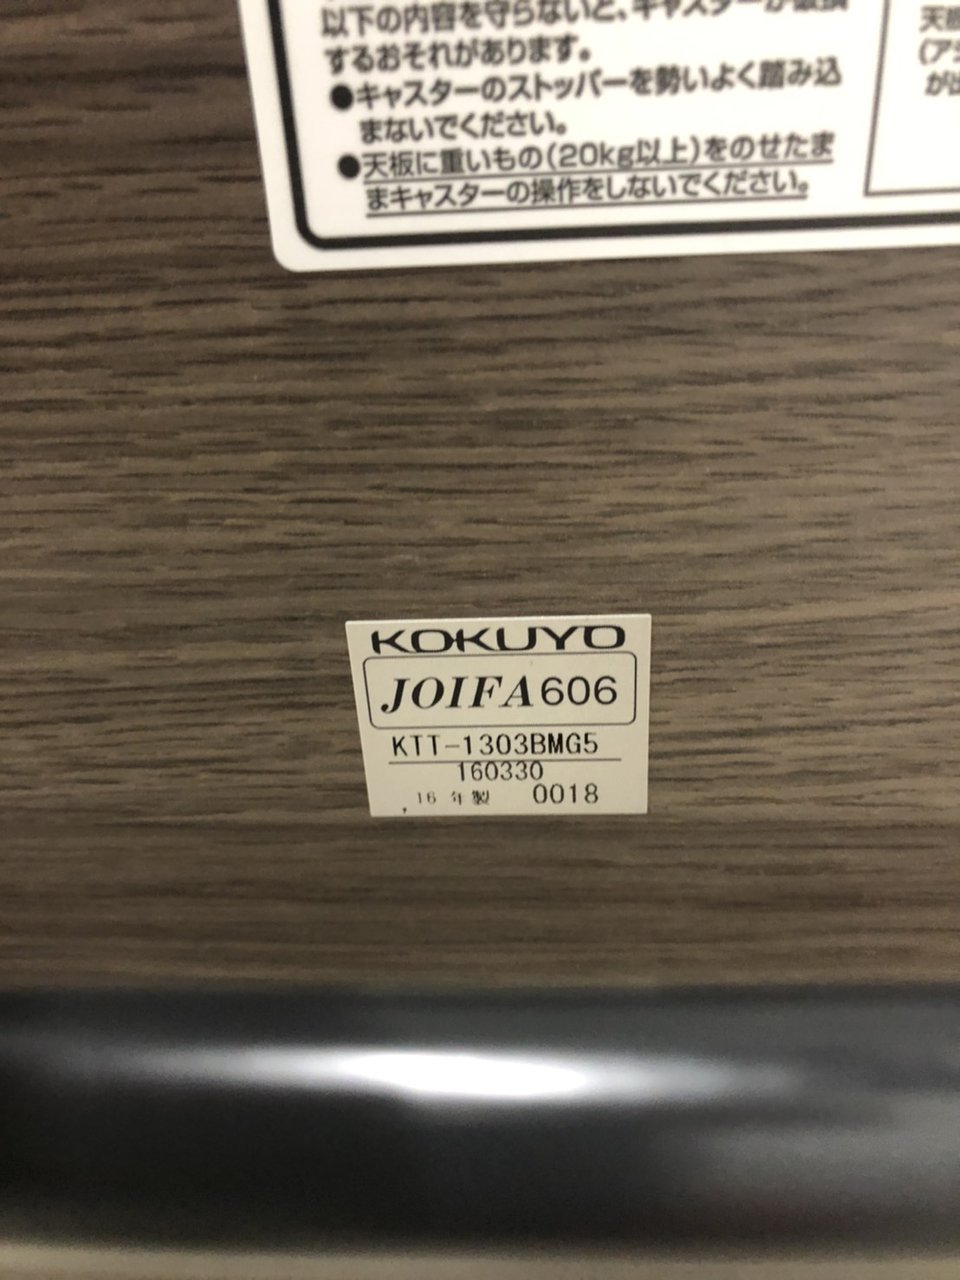 以下の内容を守らないと、キャスターが破損
するおそれがあります。
●キャスターのストッパーを勢いよく踏み込
まないでください。
●天板に重いもの(20kg以上)をのせたま
まキャスターの操作をしないでください。
天板
(ア
が出
KOKUYO
JOIFA606
KTT-1303BMG5
160330
16 年製 0018